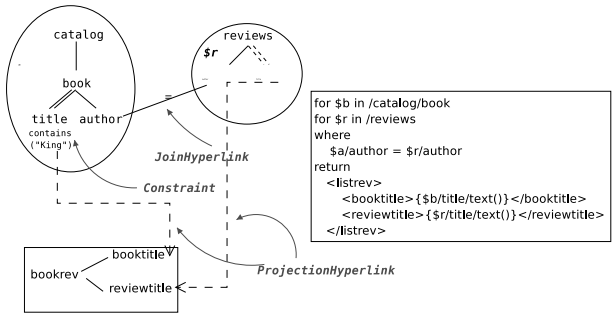 catalog
book
title author
contains
("King")
=
$r
reviews
...
...
JoinHyperlink
Constraint
ProjectionHyperlink
booktitle
bookrev
reviewtitle
for $b in /catalog/book
for $r in /reviews
where
$a/author = $r/author
return
<listrev>
<booktitle>{$b/title/text()}</booktitle>
<reviewtitle>{$r/title/text()}</reviewtitle>
</listrev>